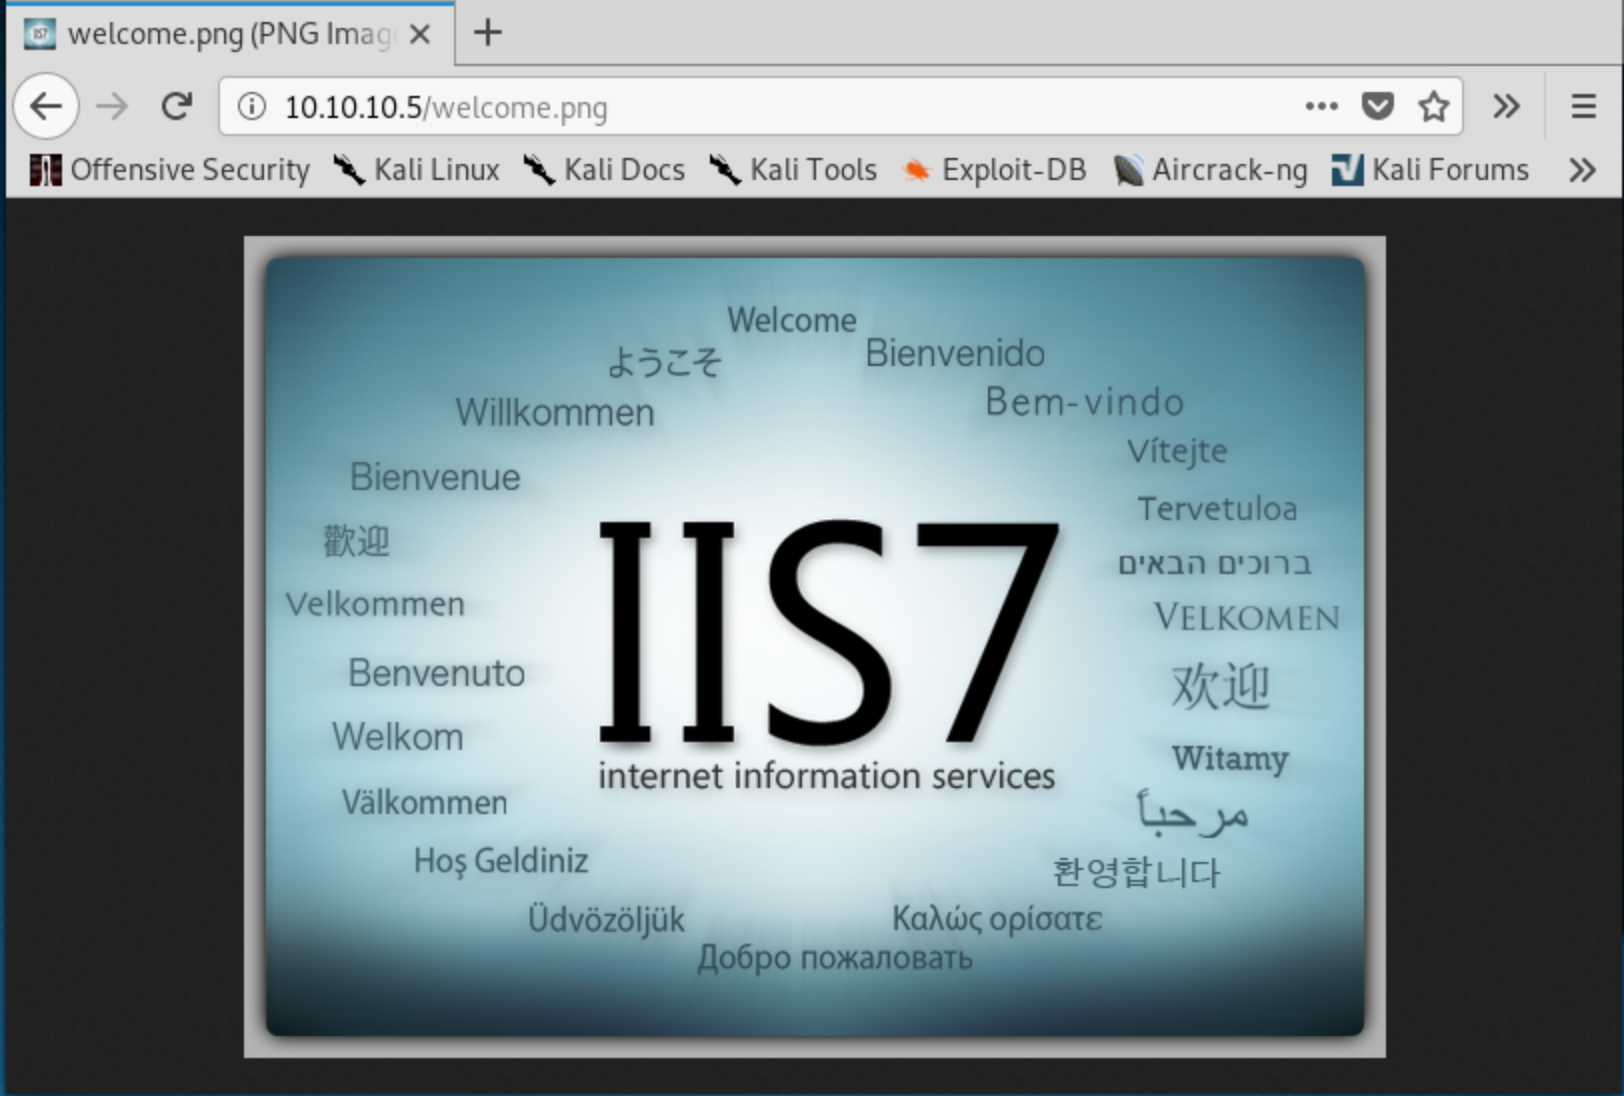 welcome.png (PNG Imag
10.10.10.5/welcome.png
Offensive Security Kali Linux Kali Docs Kali Tools Exploit-DB Aircrack-ng Kali Forums
Welcome
ようこそ
Bienvenido
Willkommen
Bem-vindo
Vítejte
Bienvenue
Tervetuloa
歡迎
ברוכים הבאים
Velkommen
VELKOMEN
IIS7
internet information services
Benvenuto
欢迎
Welkom
Witamy
Välkommen
مرحباً
Hoş Geldiniz
환영합니다
Üdvözöljük
Καλώς ορίσατε
Добро пожаловать